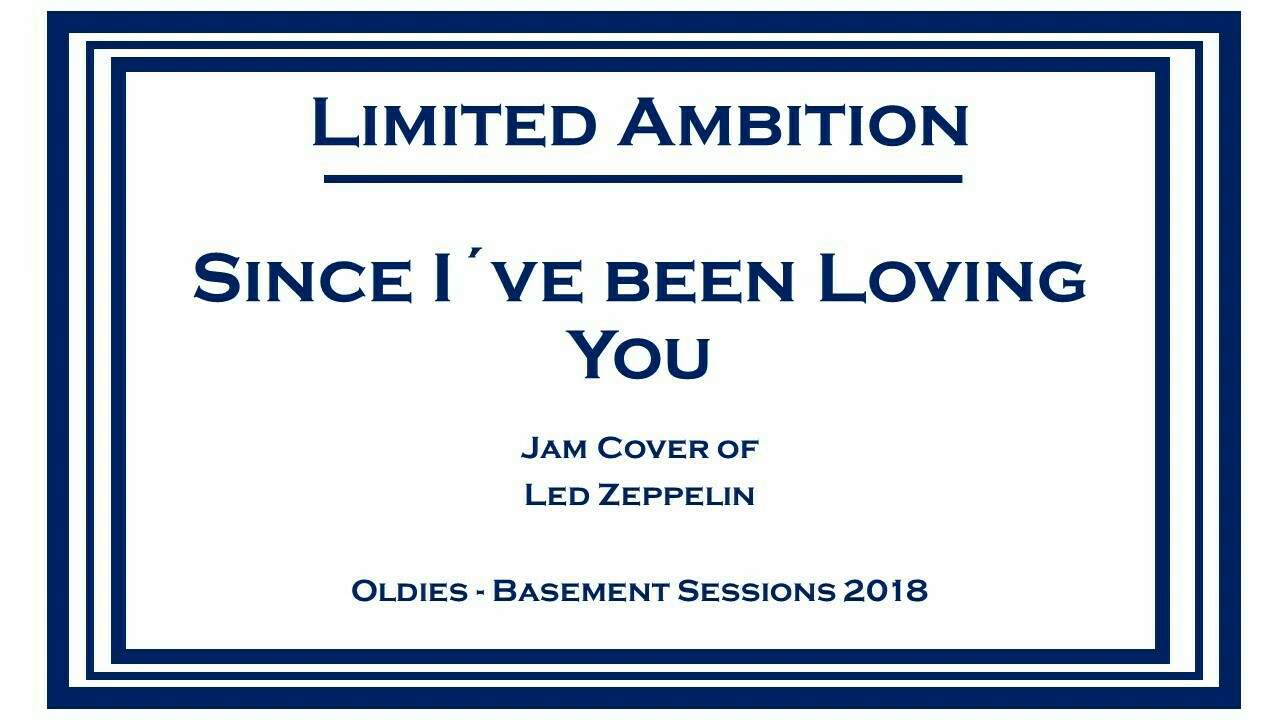 Limited Ambition
Since I´ve been Loving
You
Jam Cover of
Led Zeppelin
Oldies - Basement Sessions 2018